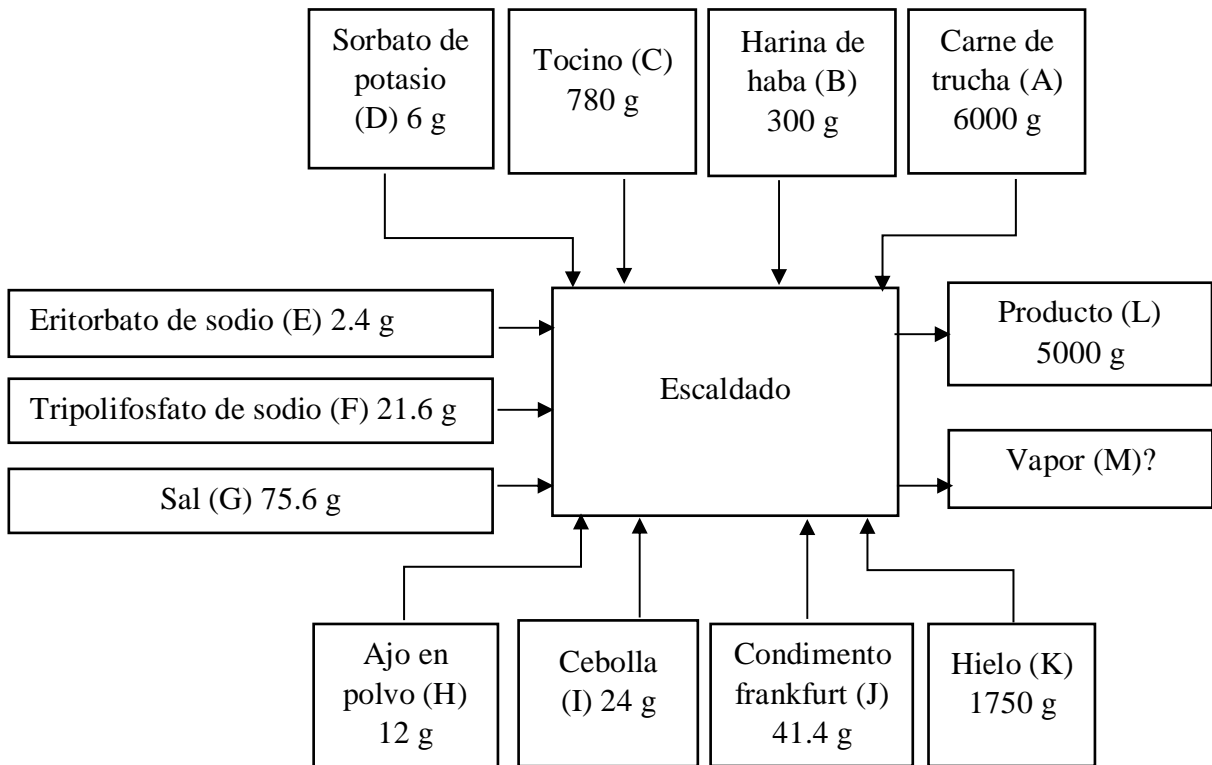 Sorbato de
potasio
(D) 6 g
Tocino (C)
780 g
Harina de
haba (B)
300 g
Carne de
trucha (A)
6000 g
Eritorbato de sodio (E) 2.4 g
Tripolifosfato de sodio (F) 21.6 g
Sal (G) 75.6 g
Escaldado
Producto (L)
5000 g
Vapor (M)?
Ajo en
polvo (H)
12 g
Cebolla
(I) 24 g
Condimento
frankfurt (J)
41.4 g
Hielo (K)
1750 g